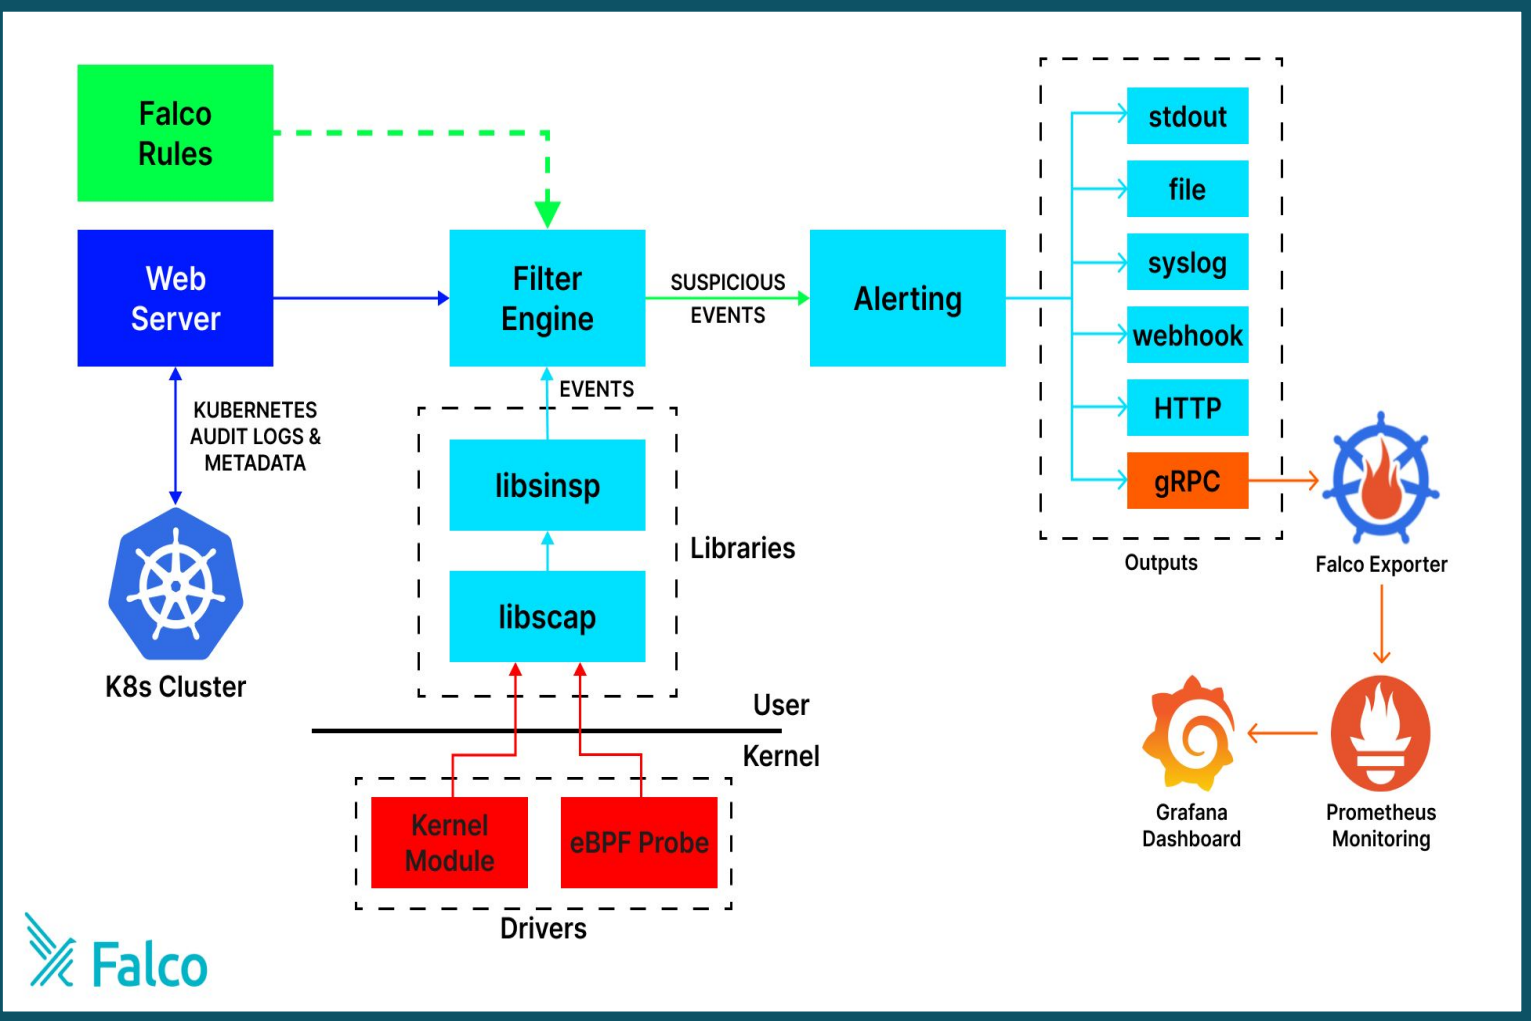 Falco
Rules
Web
Server
KUBERNETES
AUDIT LOGS &
METADATA
K8s Cluster
Filter
Engine
EVENTS
libsinsp
libscap
Libraries
User
Kernel
Kernel
Module
eBPF Probe
Drivers
SUSPICIOUS
EVENTS
Alerting
stdout
file
syslog
webhook
HTTP
gRPC
Outputs
Falco Exporter
Prometheus
Monitoring
Grafana
Dashboard
Falco